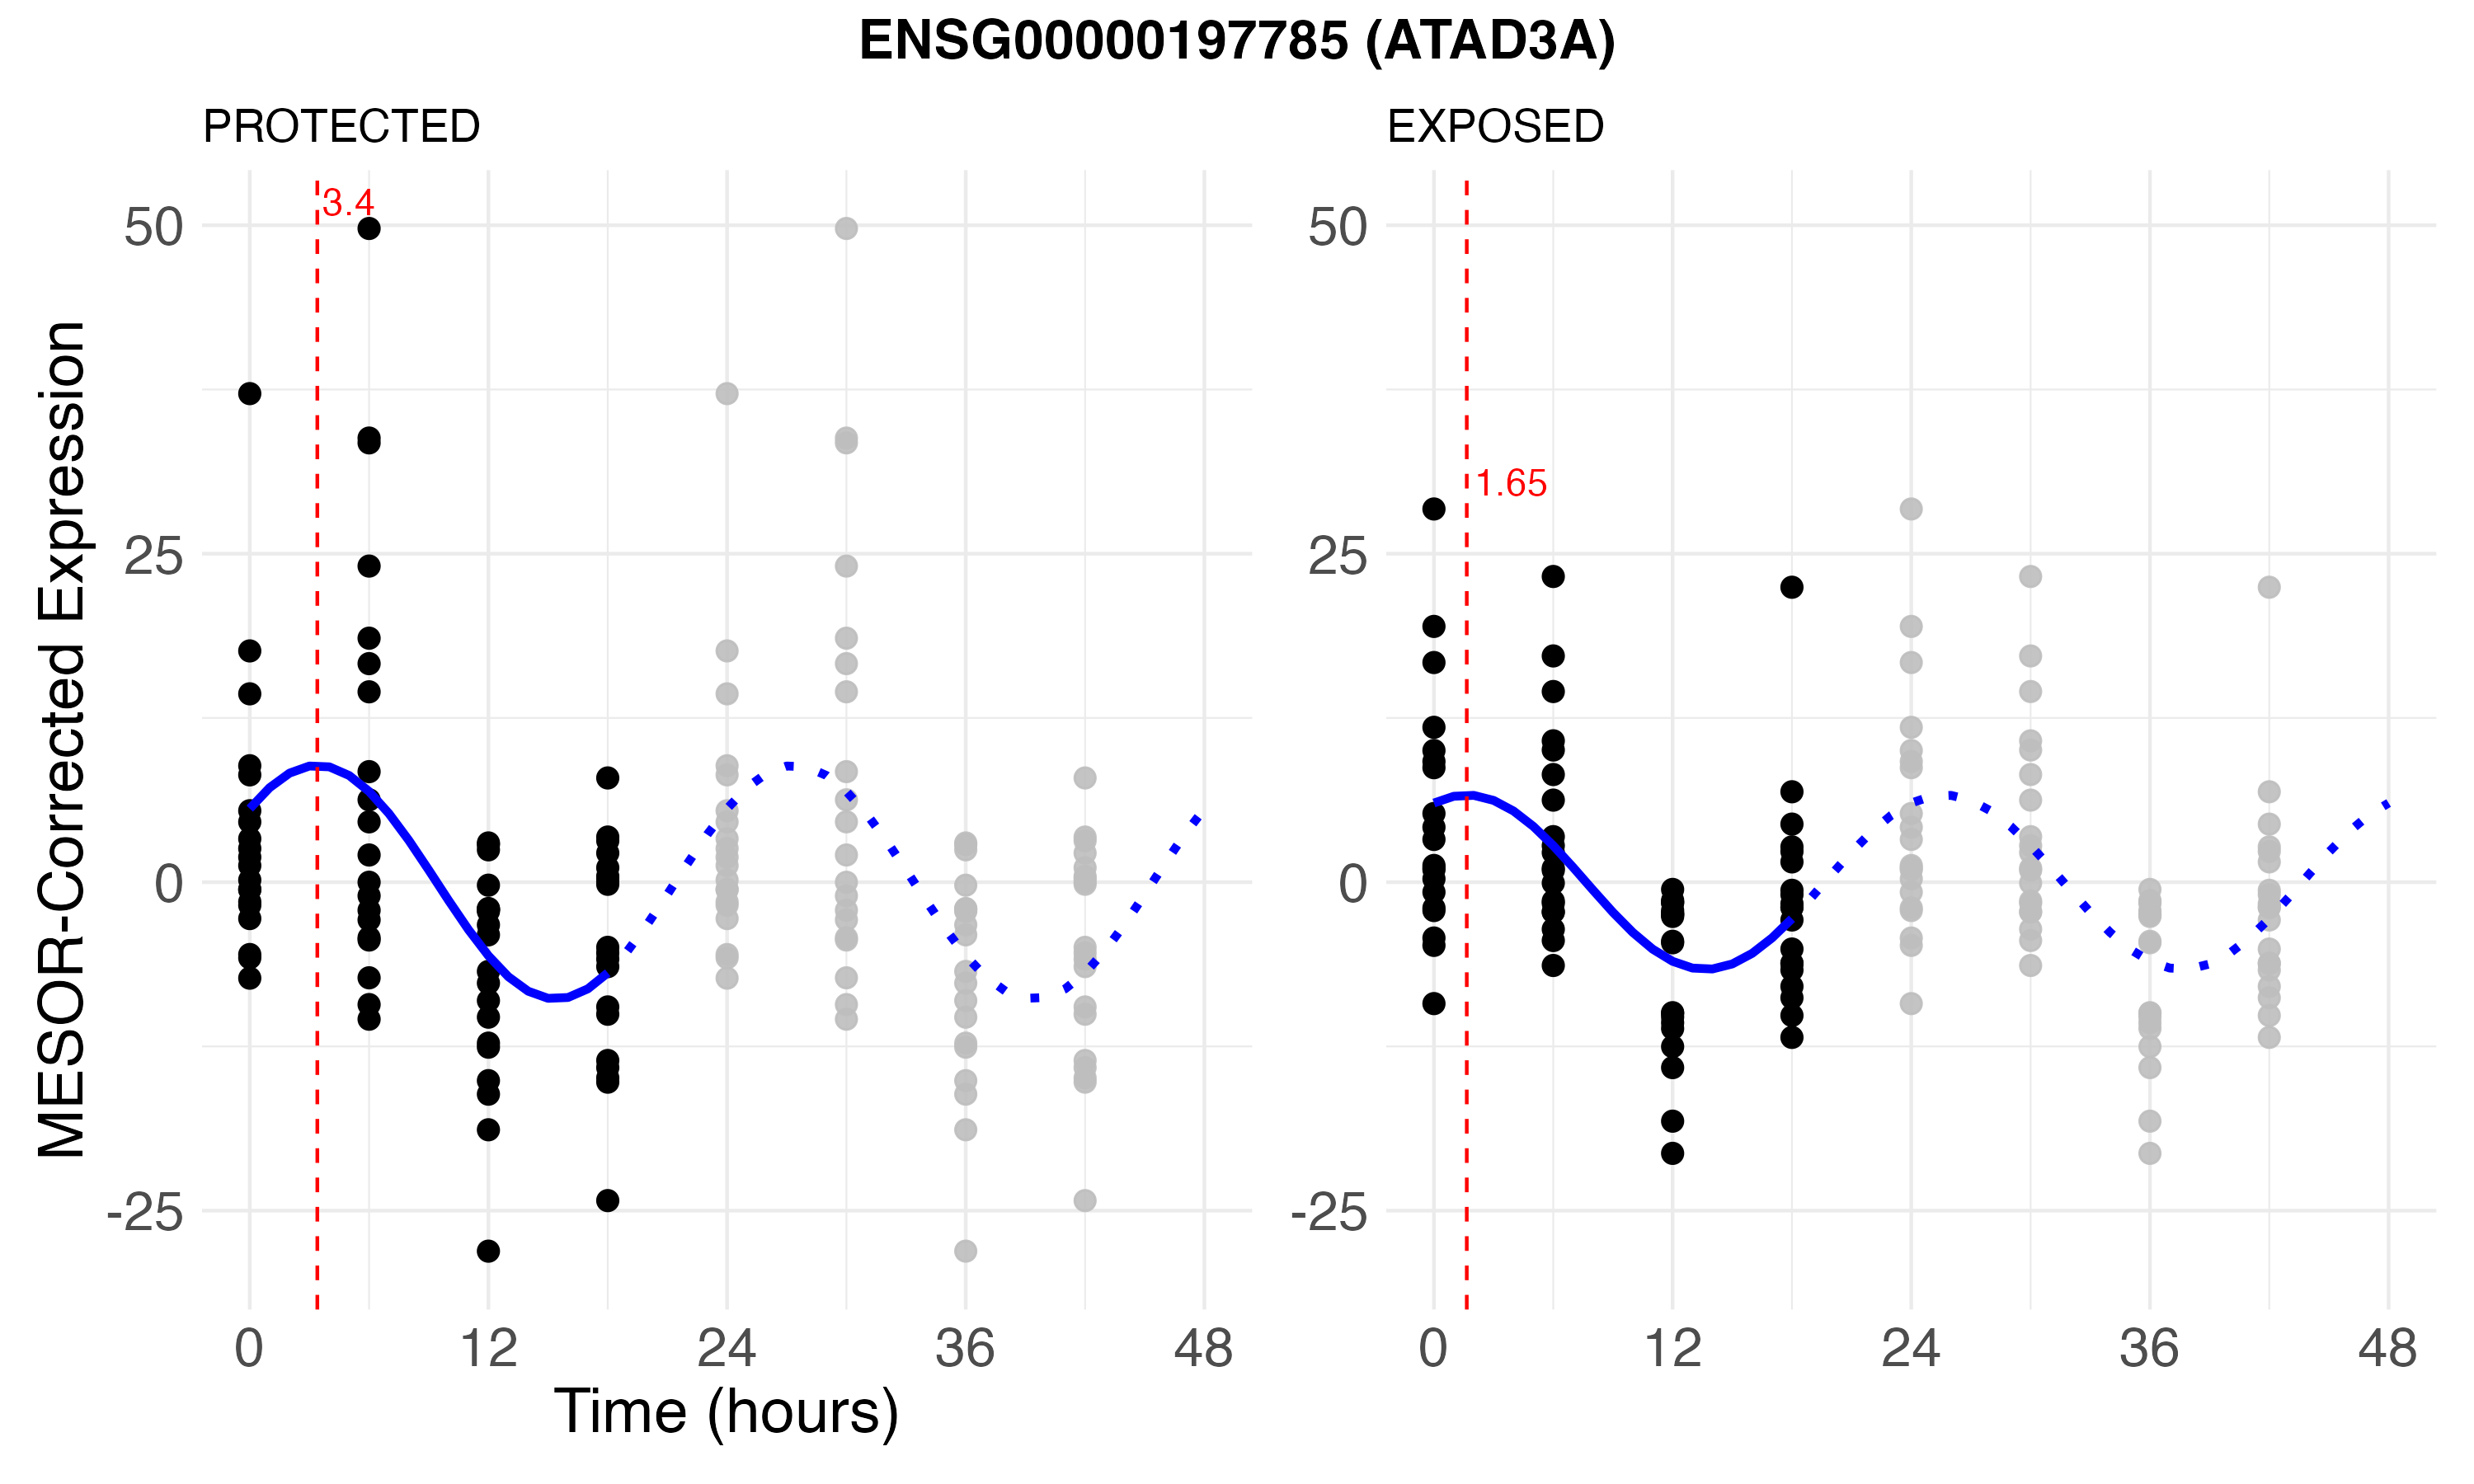 ENSG00000197785 (ATAD3A)
PROTECTED
EXPOSED
MESOR-Corrected Expression
50
25
0
-25
3.4
0 12 24 36 48
Time (hours)
50
25
0
-25
1.65
0 12 24 36 48